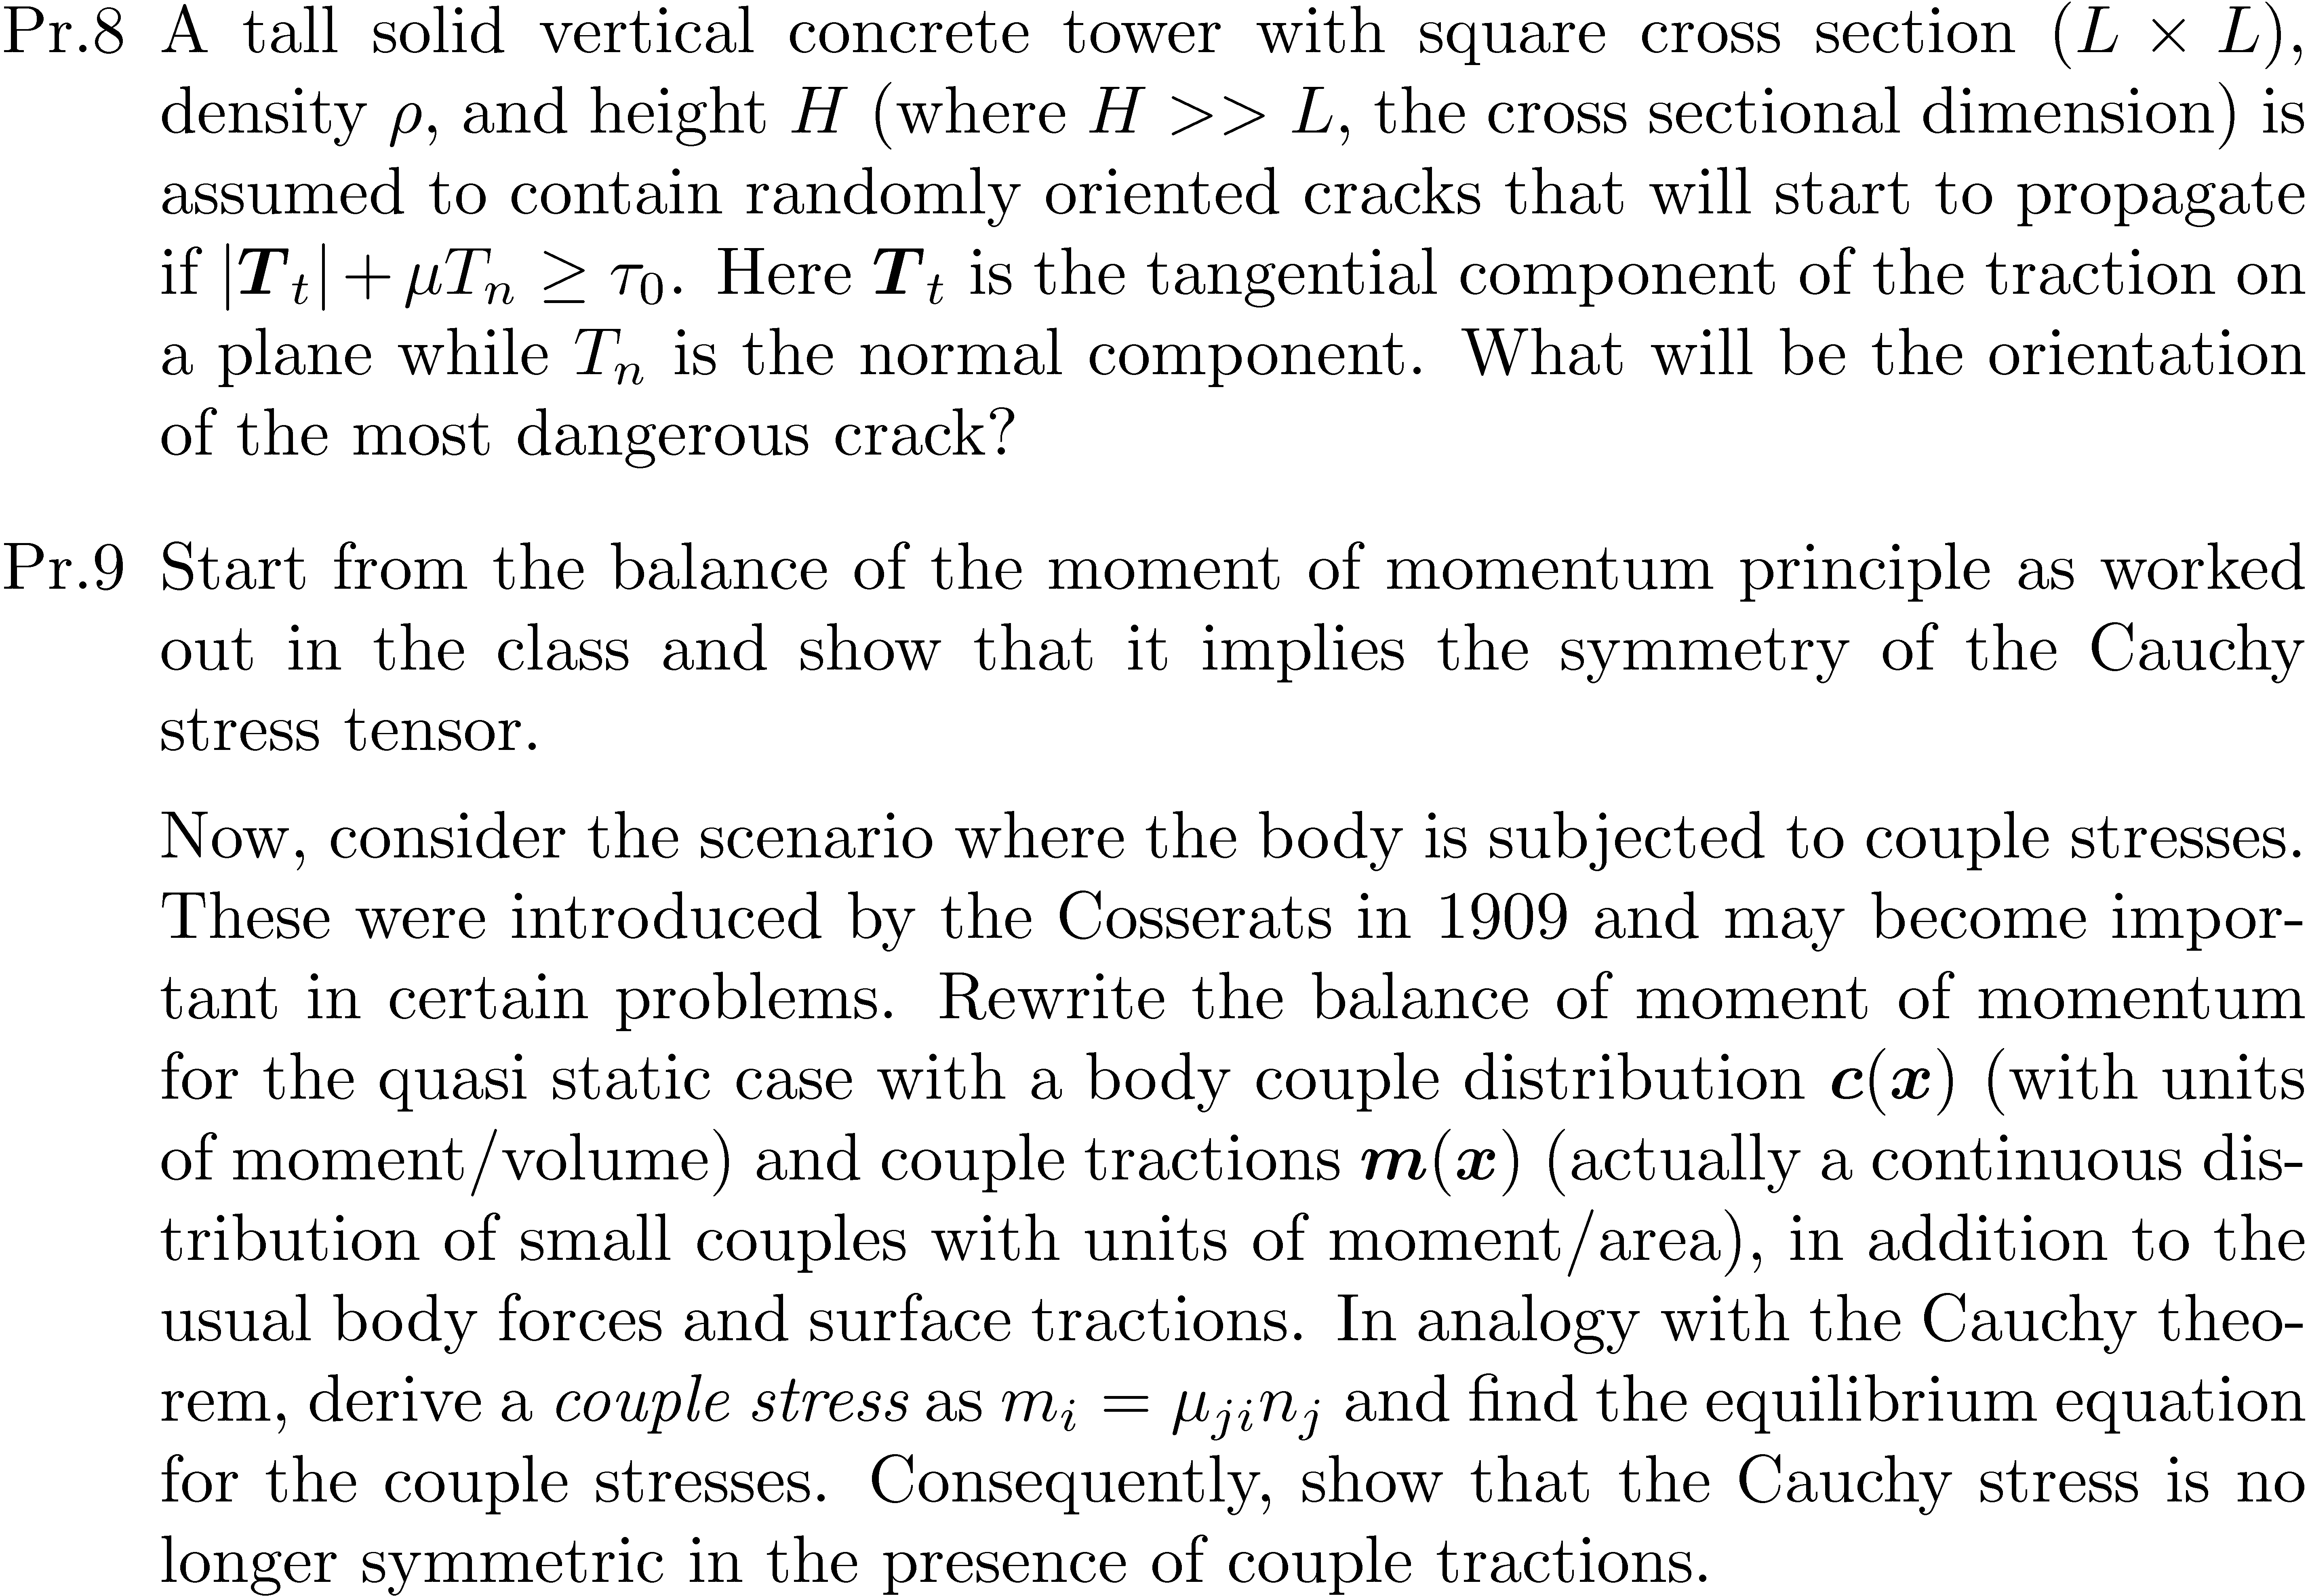 Pr.8 A tall solid vertical concrete tower with square cross section (L × L),
density ρ, and height H (where H >> L, the cross sectional dimension) is
assumed to contain randomly oriented cracks that will start to propagate
if |T_t| + μT_n ≥ τ_0. Here T_t is the tangential component of the traction on
a plane while T_n is the normal component. What will be the orientation
of the most dangerous crack?
Pr.9 Start from the balance of the moment of momentum principle as worked
out in the class and show that it implies the symmetry of the Cauchy
stress tensor.
Now, consider the scenario where the body is subjected to couple stresses.
These were introduced by the Cosserats in 1909 and may become impor-
tant in certain problems. Rewrite the balance of moment of momentum
for the quasi static case with a body couple distribution c(x) (with units
of moment/volume) and couple tractions m(x) (actually a continuous dis-
tribution of small couples with units of moment/area), in addition to the
usual body forces and surface tractions. In analogy with the Cauchy theo-
rem, derive a couple stress as m_i = μ_{ji}n_j and find the equilibrium equation
for the couple stresses. Consequently, show that the Cauchy stress is no
longer symmetric in the presence of couple tractions.